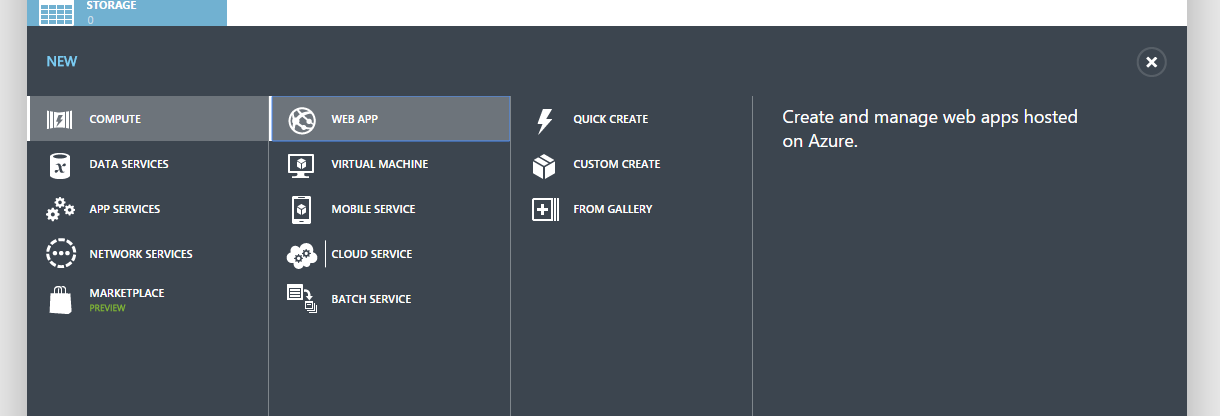 STORAGE
0
NEW
COMPUTE
DATA SERVICES
APP SERVICES
NETWORK SERVICES
MARKETPLACE
PREVIEW
WEB APP
VIRTUAL MACHINE
MOBILE SERVICE
CLOUD SERVICE
BATCH SERVICE
QUICK CREATE
CUSTOM CREATE
FROM GALLERY
Create and manage web apps hosted
on Azure.